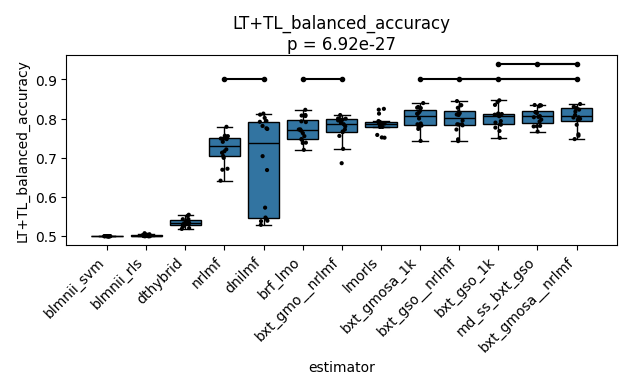 LT+TL_balanced_accuracy
p = 6.92e-27
LT+TL_balanced_accuracy
0.9
0.8
0.7
0.6
0.5
blmnii_svm
blmnii_rls
dthybrid
nrlmf
dnilmf
brf_lmo
bxt_gmo__nrlmf
lmorls
bxt_gmosa_1k
bxt_gso__nrlmf
bxt_gso_1k
md_ss_bxt_gso
bxt_gmosa__nrlmf
estimator